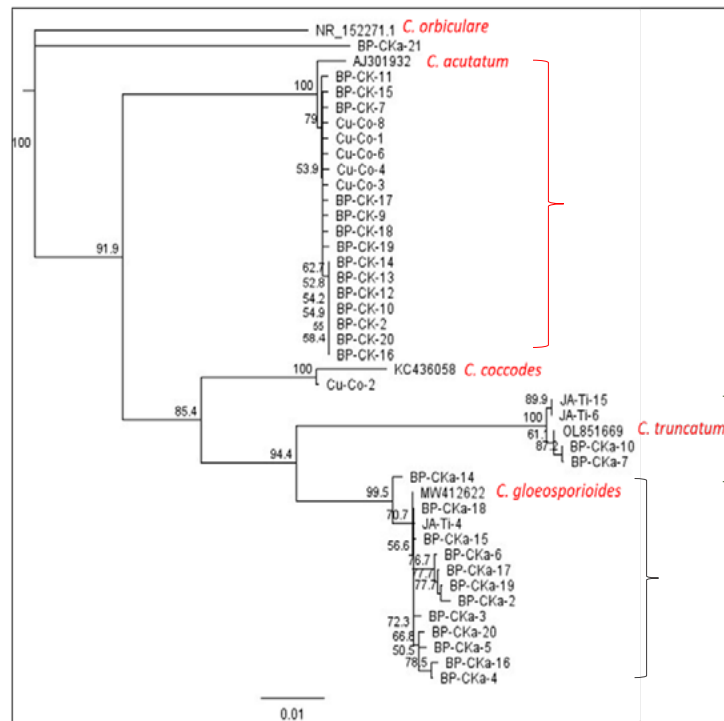 NR_152271.1 C. orbiculare
BP-CKa-21
AJ301932 C. acutatum
BP-CK-11
100
BP-CK-15
BP-CK-7
79
Cu-Co-8
Cu-Co-1
100
Cu-Co-6
53.9
Cu-Co-4
Cu-Co-3
BP-CK-17
BP-CK-9
BP-CK-18
91.9
BP-CK-19
62.7
BP-CK-14
52.8
BP-CK-13
54.2
BP-CK-12
54.9
BP-CK-10
55
BP-CK-2
58.4
BP-CK-20
BP-CK-16
100
KC436058 C. coccodes
Cu-Co-2
89.9
JA-Ti-15
85.4
100
JA-Ti-6
61.1
OL851669 C. truncatum
87.2
BP-CKa-10
94.4
BP-CKa-7
BP-CKa-14
99.5
MW412622 C. gloeosporioides
70.7
BP-CKa-18
JA-Ti-4
56.6
BP-CKa-15
76.7
BP-CKa-6
77.7
BP-CKa-17
77.7
BP-CKa-19
BP-CKa-2
72.3
BP-CKa-3
66.8
BP-CKa-20
50.5
BP-CKa-5
78.5
BP-CKa-16
BP-CKa-4
0.01